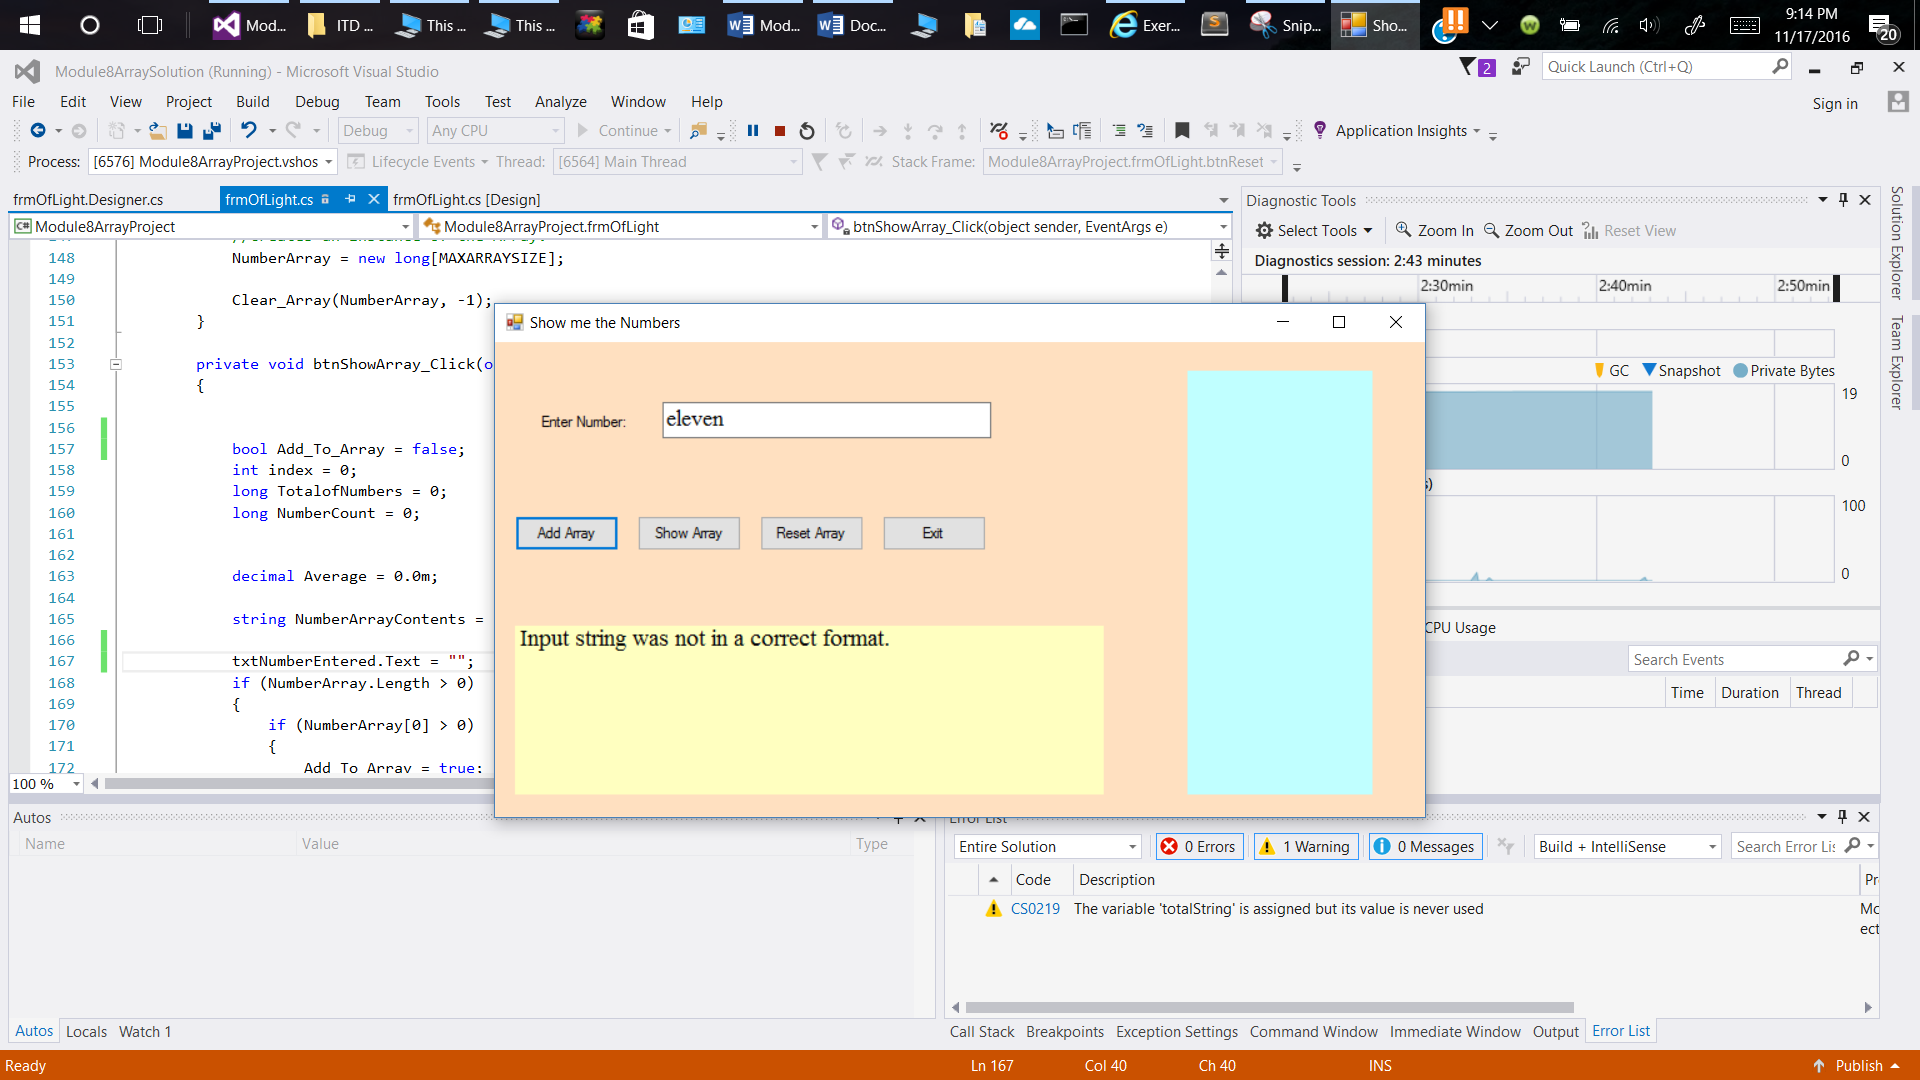 Mod...
ITD ...
This ...
This ...
Mod...
Doc...
Exer...
Snip...
Sho...
9:14 PM
11/17/2016
20
Module8ArraySolution (Running) - Microsoft Visual Studio
2
Quick Launch (Ctrl+Q)
File Edit View Project Build Debug Team Tools Test Analyze Window Help
Sign in
Debug Any CPU Continue Application Insights
Process: [6576] Module8ArrayProject.vshos Lifecycle Events Thread: [6564] Main Thread Stack Frame: Module8ArrayProject.frmOfLight.btnReset
frmOfLight.Designer.cs frmOfLight.cs frmOfLight.cs [Design]
Module8ArrayProject Module8ArrayProject.frmOfLight btnShowArray_Click(object sender, EventArgs e)
148 NumberArray = new long[MAXARRAYSIZE];
149
150 Clear_Array(NumberArray, -1);
151 }
152
153 private void btnShowArray_Click(o
154 {
155
156
157 bool Add_To_Array = false;
158 int index = 0;
159 long TotalofNumbers = 0;
160 long NumberCount = 0;
161
162
163 decimal Average = 0.0m;
164
165 string NumberArrayContents =
166
167 txtNumberEntered.Text = "";
168 if (NumberArray.Length > 0)
169 {
170 if (NumberArray[0] > 0)
171 {
172 Add_To_Array = true;
100 %
Show me the Numbers
Enter Number: eleven
Add Array Show Array Reset Array Exit
Input string was not in a correct format.
Diagnostic Tools
Select Tools Zoom In Zoom Out Reset View
Diagnostics session: 2:43 minutes
2:30min 2:40min 2:50min
GC Snapshot Private Bytes
19
0
s)
100
0
CPU Usage
Search Events
Time Duration Thread
Solution Explorer
Team Explorer
Autos
Name Value Type
Autos Locals Watch 1
Error List
Entire Solution 0 Errors 1 Warning 0 Messages Build + IntelliSense Search Error Lis
Code Description Pr
CS0219 The variable 'totalString' is assigned but its value is never used Mo
ect
Call Stack Breakpoints Exception Settings Command Window Immediate Window Output Error List
Ready Ln 167 Col 40 Ch 40 INS Publish